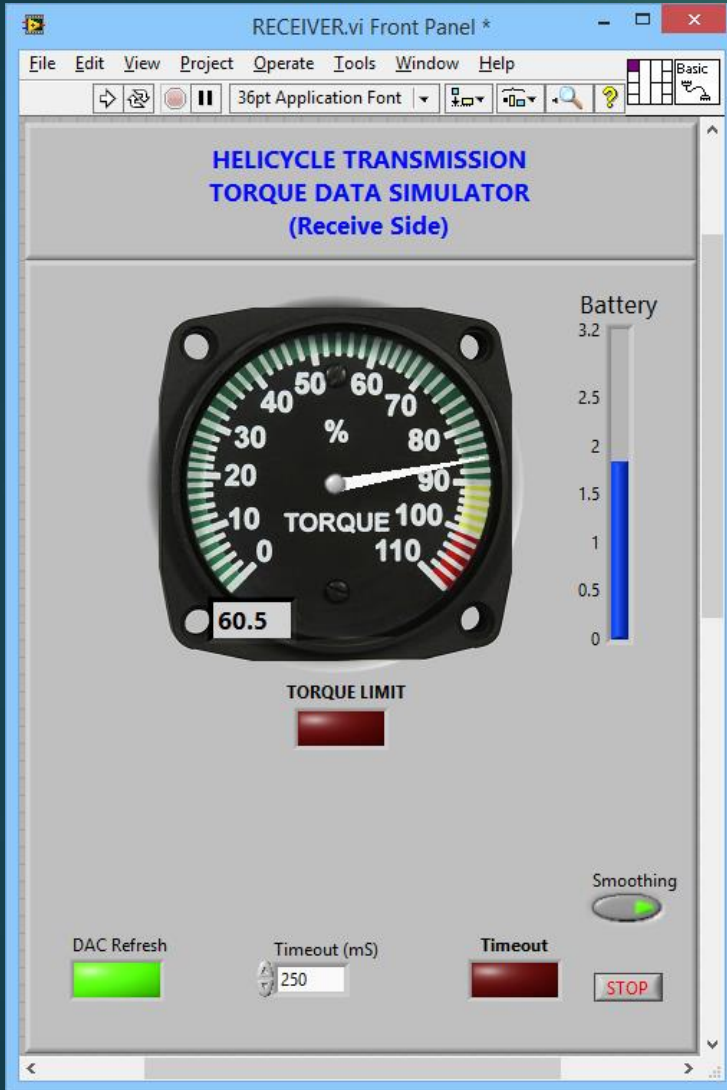 RECEIVER.vi Front Panel *
File Edit View Project Operate Tools Window Help
36pt Application Font
Basic
HELICYCLE TRANSMISSION
TORQUE DATA SIMULATOR
(Receive Side)
Battery
3.2
2.5
2
1.5
1
0.5
0
0
10
20
30
40
50
60
70
80
90
100
110
%
TORQUE
60.5
TORQUE LIMIT
Smoothing
DAC Refresh
Timeout (mS)
250
Timeout
STOP